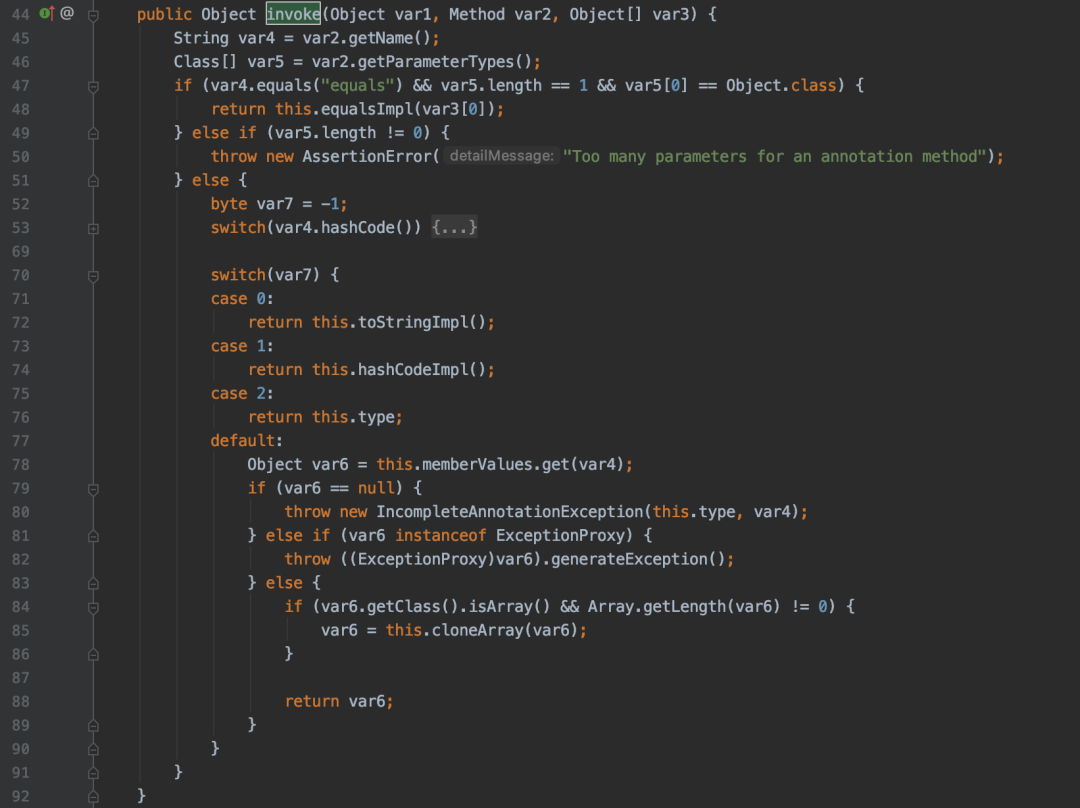 44 @ public Object invoke(Object var1, Method var2, Object[] var3) {
45 String var4 = var2.getName();
46 Class[] var5 = var2.getParameterTypes();
47 if (var4.equals("equals") && var5.length == 1 && var5[0] == Object.class) {
48 return this.equalsImpl(var3[0]);
49 } else if (var5.length != 0) {
50 throw new AssertionError( detailMessage: "Too many parameters for an annotation method");
51 } else {
52 byte var7 = -1;
53 switch(var4.hashCode()) {...}
69
70 switch(var7) {
71 case 0:
72 return this.toStringImpl();
73 case 1:
74 return this.hashCodeImpl();
75 case 2:
76 return this.type;
77 default:
78 Object var6 = this.memberValues.get(var4);
79 if (var6 == null) {
80 throw new IncompleteAnnotationException(this.type, var4);
81 } else if (var6 instanceof ExceptionProxy) {
82 throw ((ExceptionProxy)var6).generateException();
83 } else {
84 if (var6.getClass().isArray() && Array.getLength(var6) != 0) {
85 var6 = this.cloneArray(var6);
86 }
87
88 return var6;
89 }
90 }
91 }
92 }